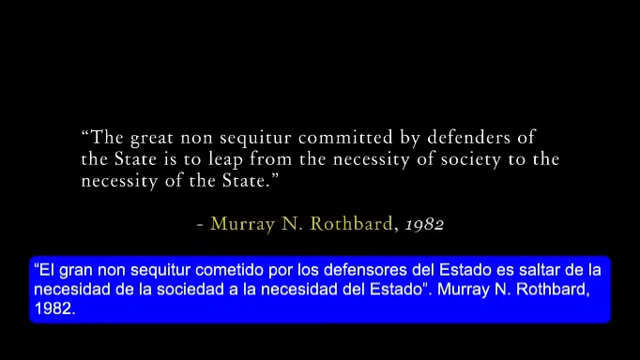 “The great non sequitur committed by defenders of
the State is to leap from the necessity of society to the
necessity of the State.”
- Murray N. Rothbard, 1982
“El gran non sequitur cometido por los defensores del Estado es saltar de la
necesidad de la sociedad a la necesidad del Estado“. Murray N. Rothbard,
1982.